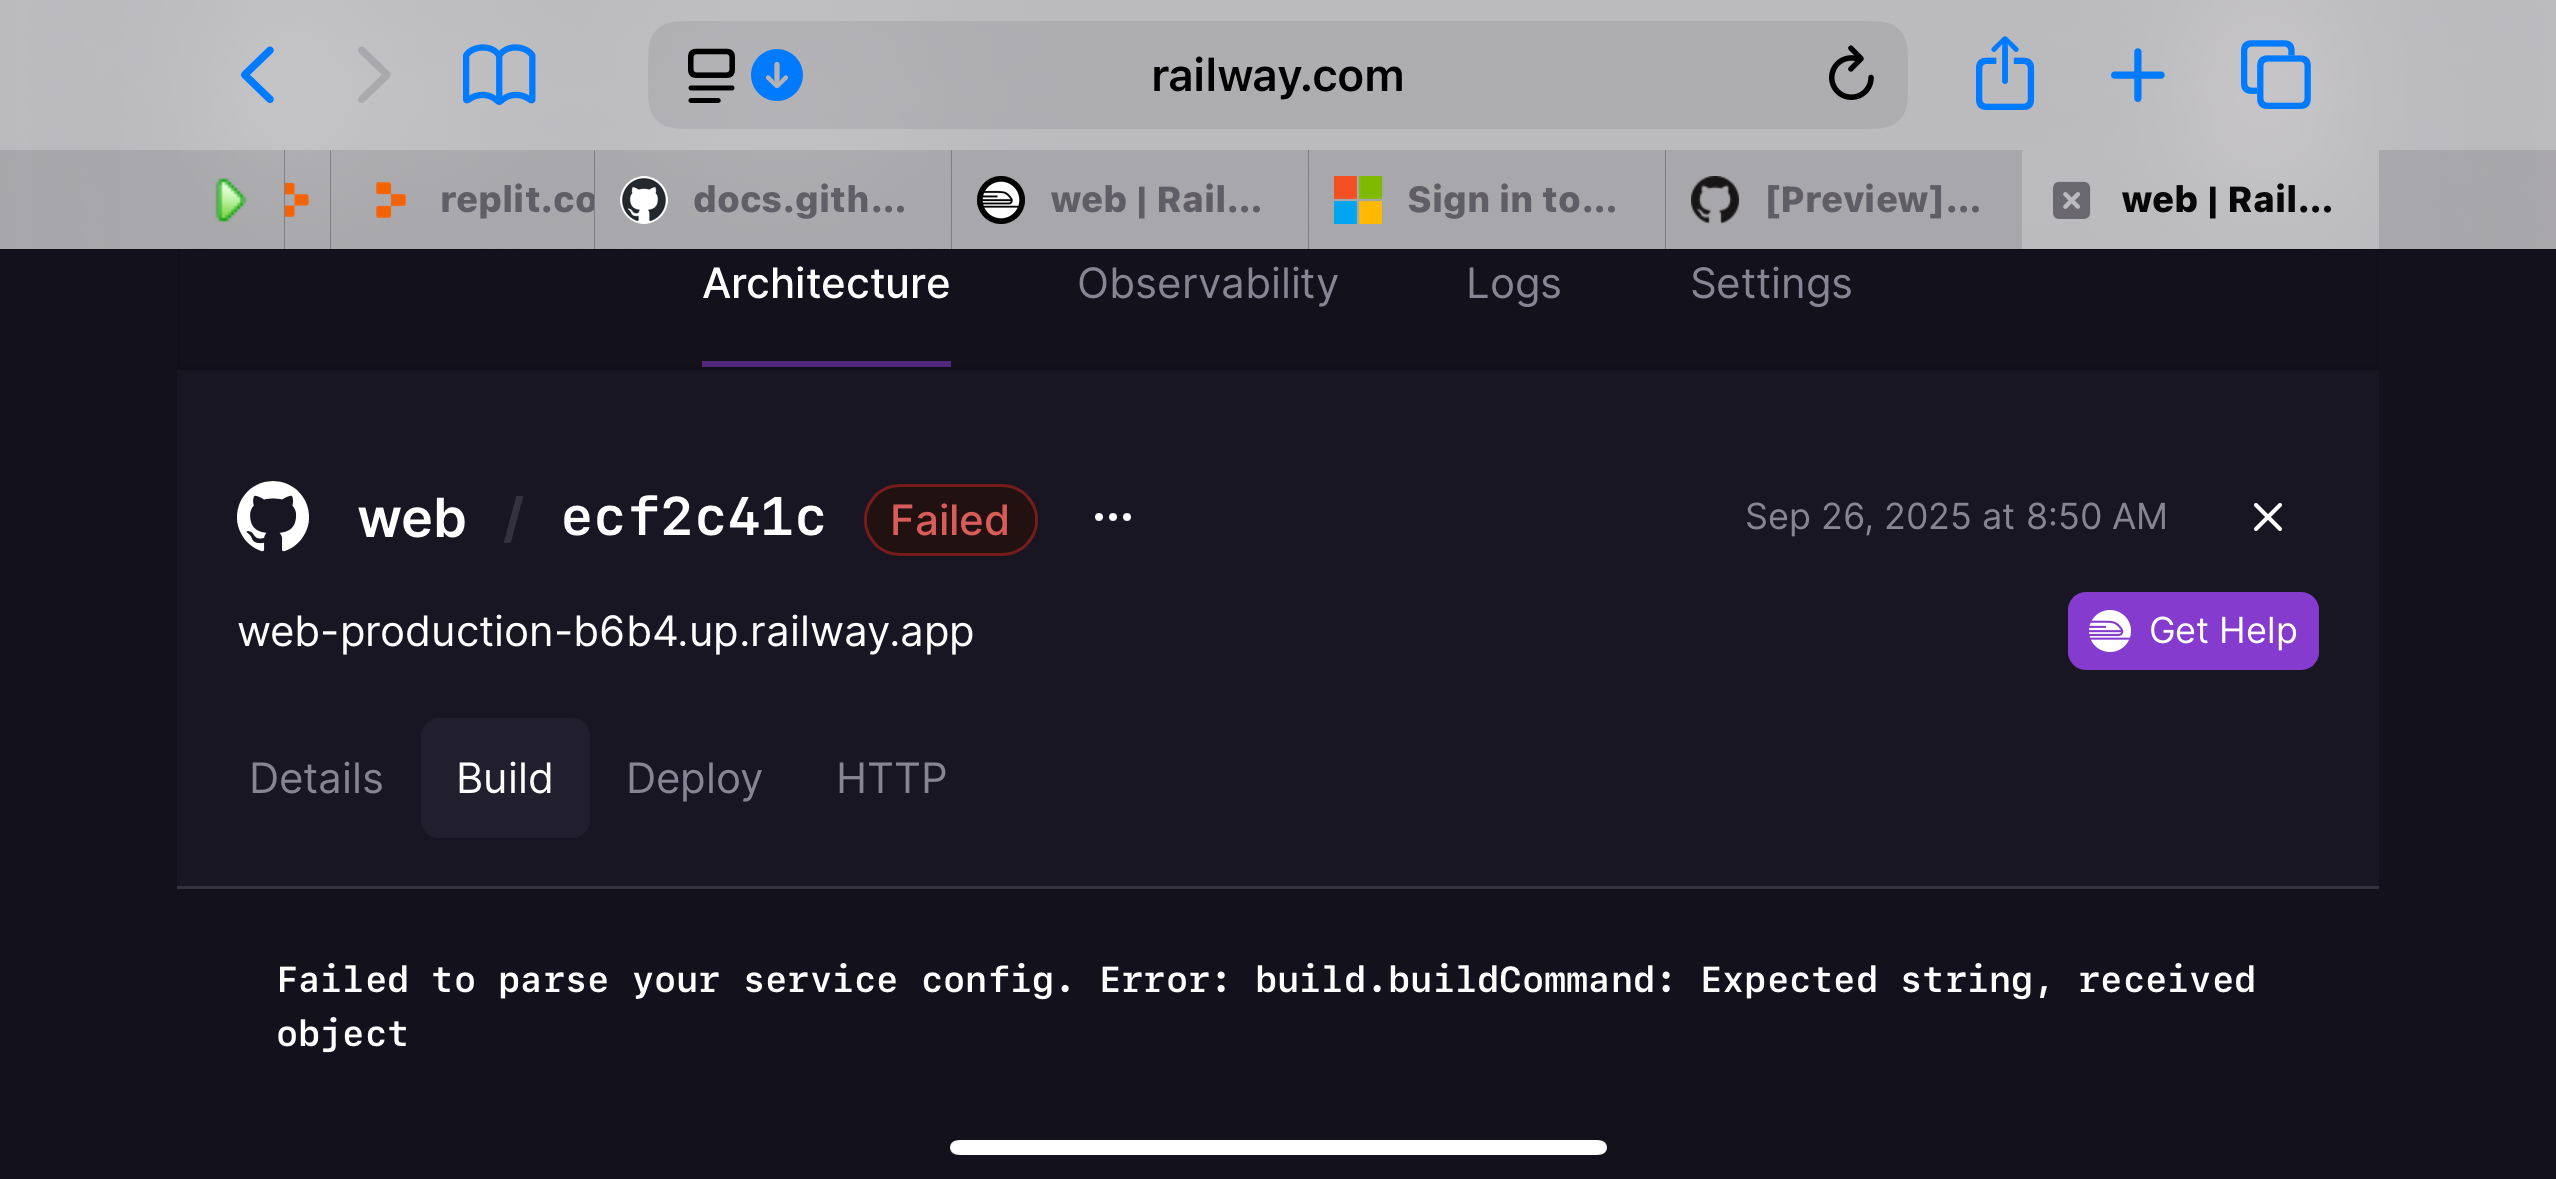 railway.com
replit.co
docs.gith...
web | Rail...
Sign in to...
[Preview]...
web | Rail...
Architecture
Observability
Logs
Settings
web / ecf2c41c
Failed
...
Sep 26, 2025 at 8:50 AM
web-production-b6b4.up.railway.app
Get Help
Details
Build
Deploy
HTTP
Failed to parse your service config. Error: build.buildCommand: Expected string, received
object